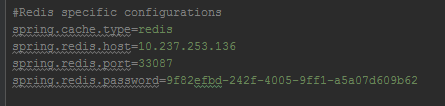 #Redis specific configurations
spring.cache.type=redis
spring.redis.host=10.237.253.136
spring.redis.port=33087
spring.redis.password=9f82efbd-242f-4005-9ff1-a5a07d609b62